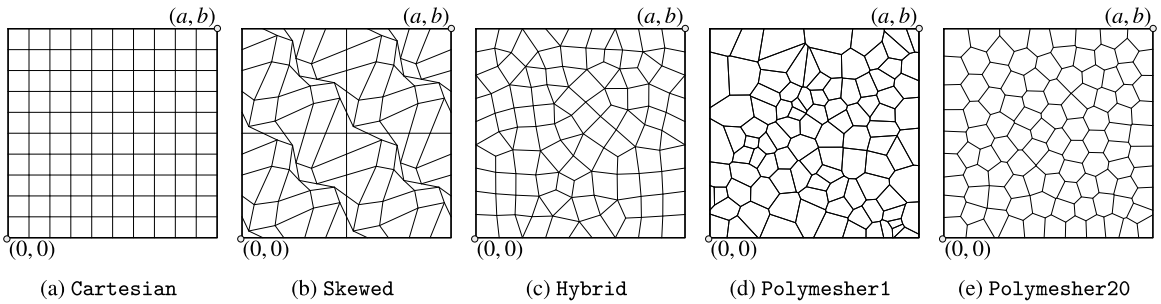 (a, b) (a, b) (a, b) (a, b) (a, b)
(0, 0) (0, 0) (0, 0) (0, 0) (0, 0)
(a) Cartesian (b) Skewed (c) Hybrid (d) Polymesher1 (e) Polymesher20